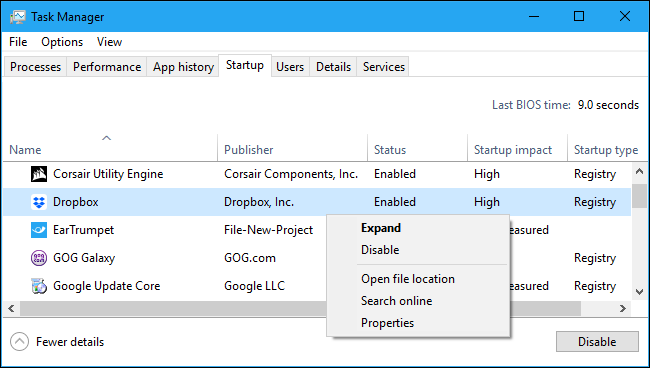 Task Manager
File Options View
Processes Performance App history Startup Users Details Services
Last BIOS time: 9.0 seconds
Name Publisher Status Startup impact Startup type
Corsair Utility Engine Corsair Components, Inc. Enabled High Registry
Dropbox Dropbox, Inc. Enabled High Registry
EarTrumpet File-New-Project
GOG Galaxy GOG.com Registry
Google Update Core Google LLC Registry
Expand
Disable
Open file location
Search online
Properties
Fewer details Disable